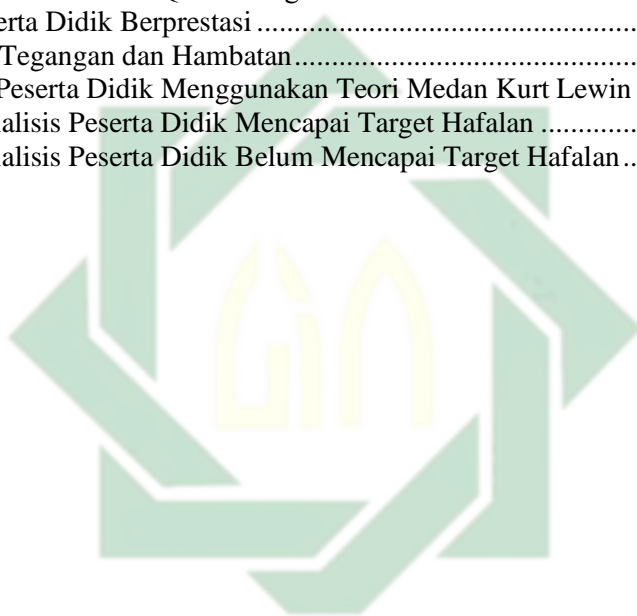 erta Didik Berprestasi ..............................................
Tegangan dan Hambatan.......................................
Peserta Didik Menggunakan Teori Medan Kurt Lewin
alisis Peserta Didik Mencapai Target Hafalan .............
alisis Peserta Didik Belum Mencapai Target Hafalan ..